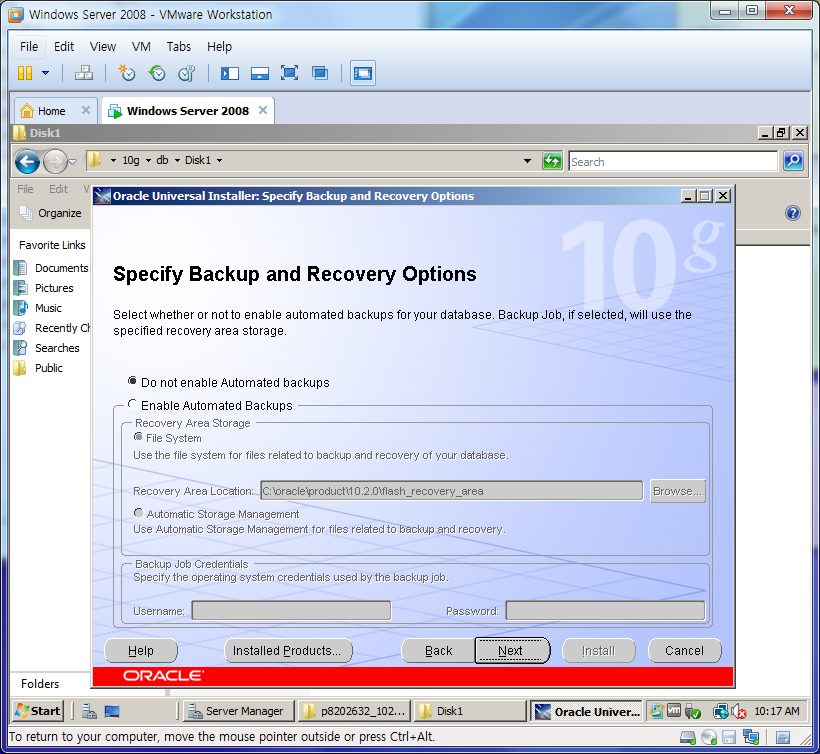 Windows Server 2008 - VMware Workstation
File Edit View VM Tabs Help
Home Windows Server 2008
Disk1
10g db Disk1 Search
File Edit V
Organize
Favorite Links
Documents
Pictures
Music
Recently Ch
Searches
Public
Folders
Oracle Universal Installer: Specify Backup and Recovery Options
10g
Specify Backup and Recovery Options
Select whether or not to enable automated backups for your database. Backup Job, if selected, will use the
specified recovery area storage.
Do not enable Automated backups
Enable Automated Backups
Recovery Area Storage
File System
Use the file system for files related to backup and recovery of your database.
Recovery Area Location: C:\oracle\product\10.2.0\flash_recovery_area Browse...
Automatic Storage Management
Use Automatic Storage Management for files related to backup and recovery.
Backup Job Credentials
Specify the operating system credentials used by the backup job.
Username: Password:
Help Installed Products... Back Next Install Cancel
ORACLE
Start Server Manager p8202632_102... Disk1 Oracle Univer... 10:17 AM
To return to your computer, move the mouse pointer outside or press Ctrl+Alt.